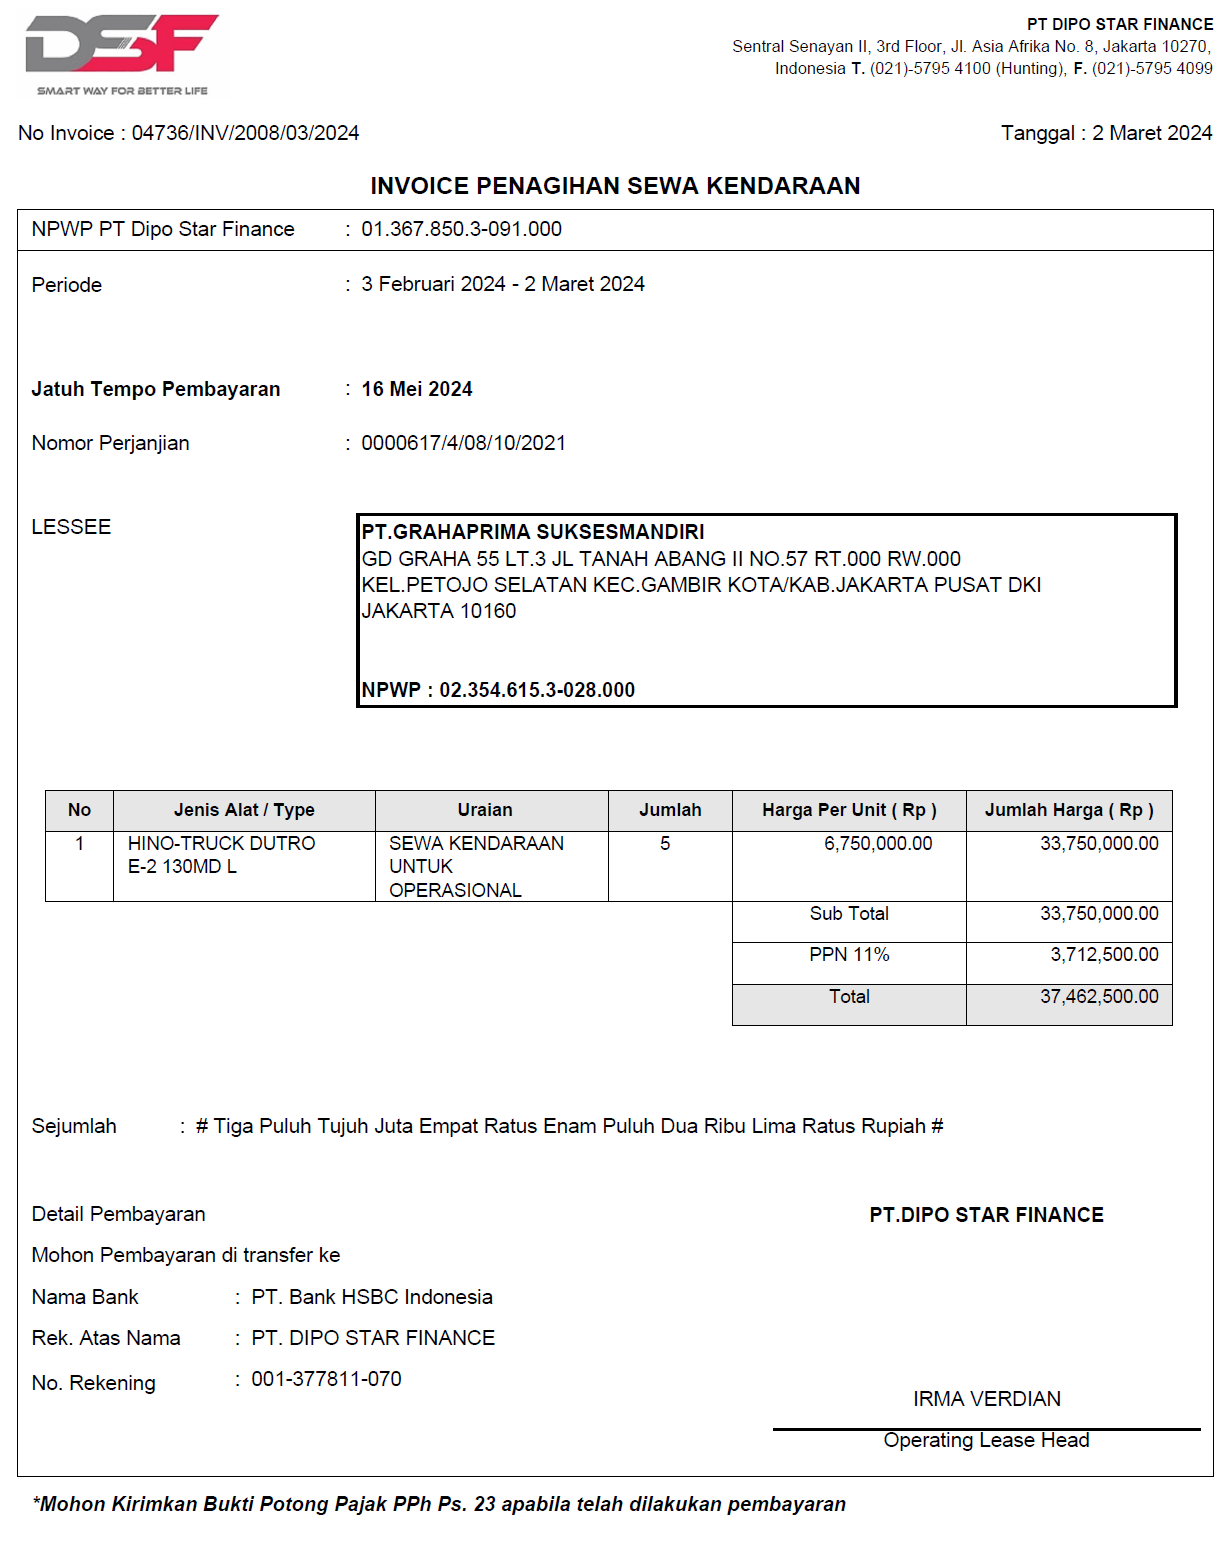 DSF
SMART WAY FOR BETTER LIFE
PT DIPO STAR FINANCE
Sentral Senayan II, 3rd Floor, Jl. Asia Afrika No. 8, Jakarta 10270,
Indonesia T. (021)-5795 4100 (Hunting), F. (021)-5795 4099
No Invoice : 04736/INV/2008/03/2024
Tanggal : 2 Maret 2024
INVOICE PENAGIHAN SEWA KENDARAAN
NPWP PT Dipo Star Finance : 01.367.850.3-091.000
Periode : 3 Februari 2024 - 2 Maret 2024
Jatuh Tempo Pembayaran : 16 Mei 2024
Nomor Perjanjian : 0000617/4/08/10/2021
LESSEE
PT.GRAHAPRIMA SUKSESMANDIRI
GD GRAHA 55 LT.3 JL TANAH ABANG II NO.57 RT.000 RW.000
KEL.PETOJO SELATAN KEC.GAMBIR KOTA/KAB.JAKARTA PUSAT DKI
JAKARTA 10160
NPWP : 02.354.615.3-028.000
No Jenis Alat / Type Uraian Jumlah Harga Per Unit ( Rp ) Jumlah Harga ( Rp )
1 HINO-TRUCK DUTRO SEWA KENDARAAN 5 6,750,000.00 33,750,000.00
E-2 130MD L UNTUK
OPERASIONAL
Sub Total 33,750,000.00
PPN 11% 3,712,500.00
Total 37,462,500.00
Sejumlah : # Tiga Puluh Tujuh Juta Empat Ratus Enam Puluh Dua Ribu Lima Ratus Rupiah #
Detail Pembayaran
PT.DIPO STAR FINANCE
Mohon Pembayaran di transfer ke
Nama Bank : PT. Bank HSBC Indonesia
Rek. Atas Nama : PT. DIPO STAR FINANCE
No. Rekening : 001-377811-070
IRMA VERDIAN
Operating Lease Head
*Mohon Kirimkan Bukti Potong Pajak PPh Ps. 23 apabila telah dilakukan pembayaran